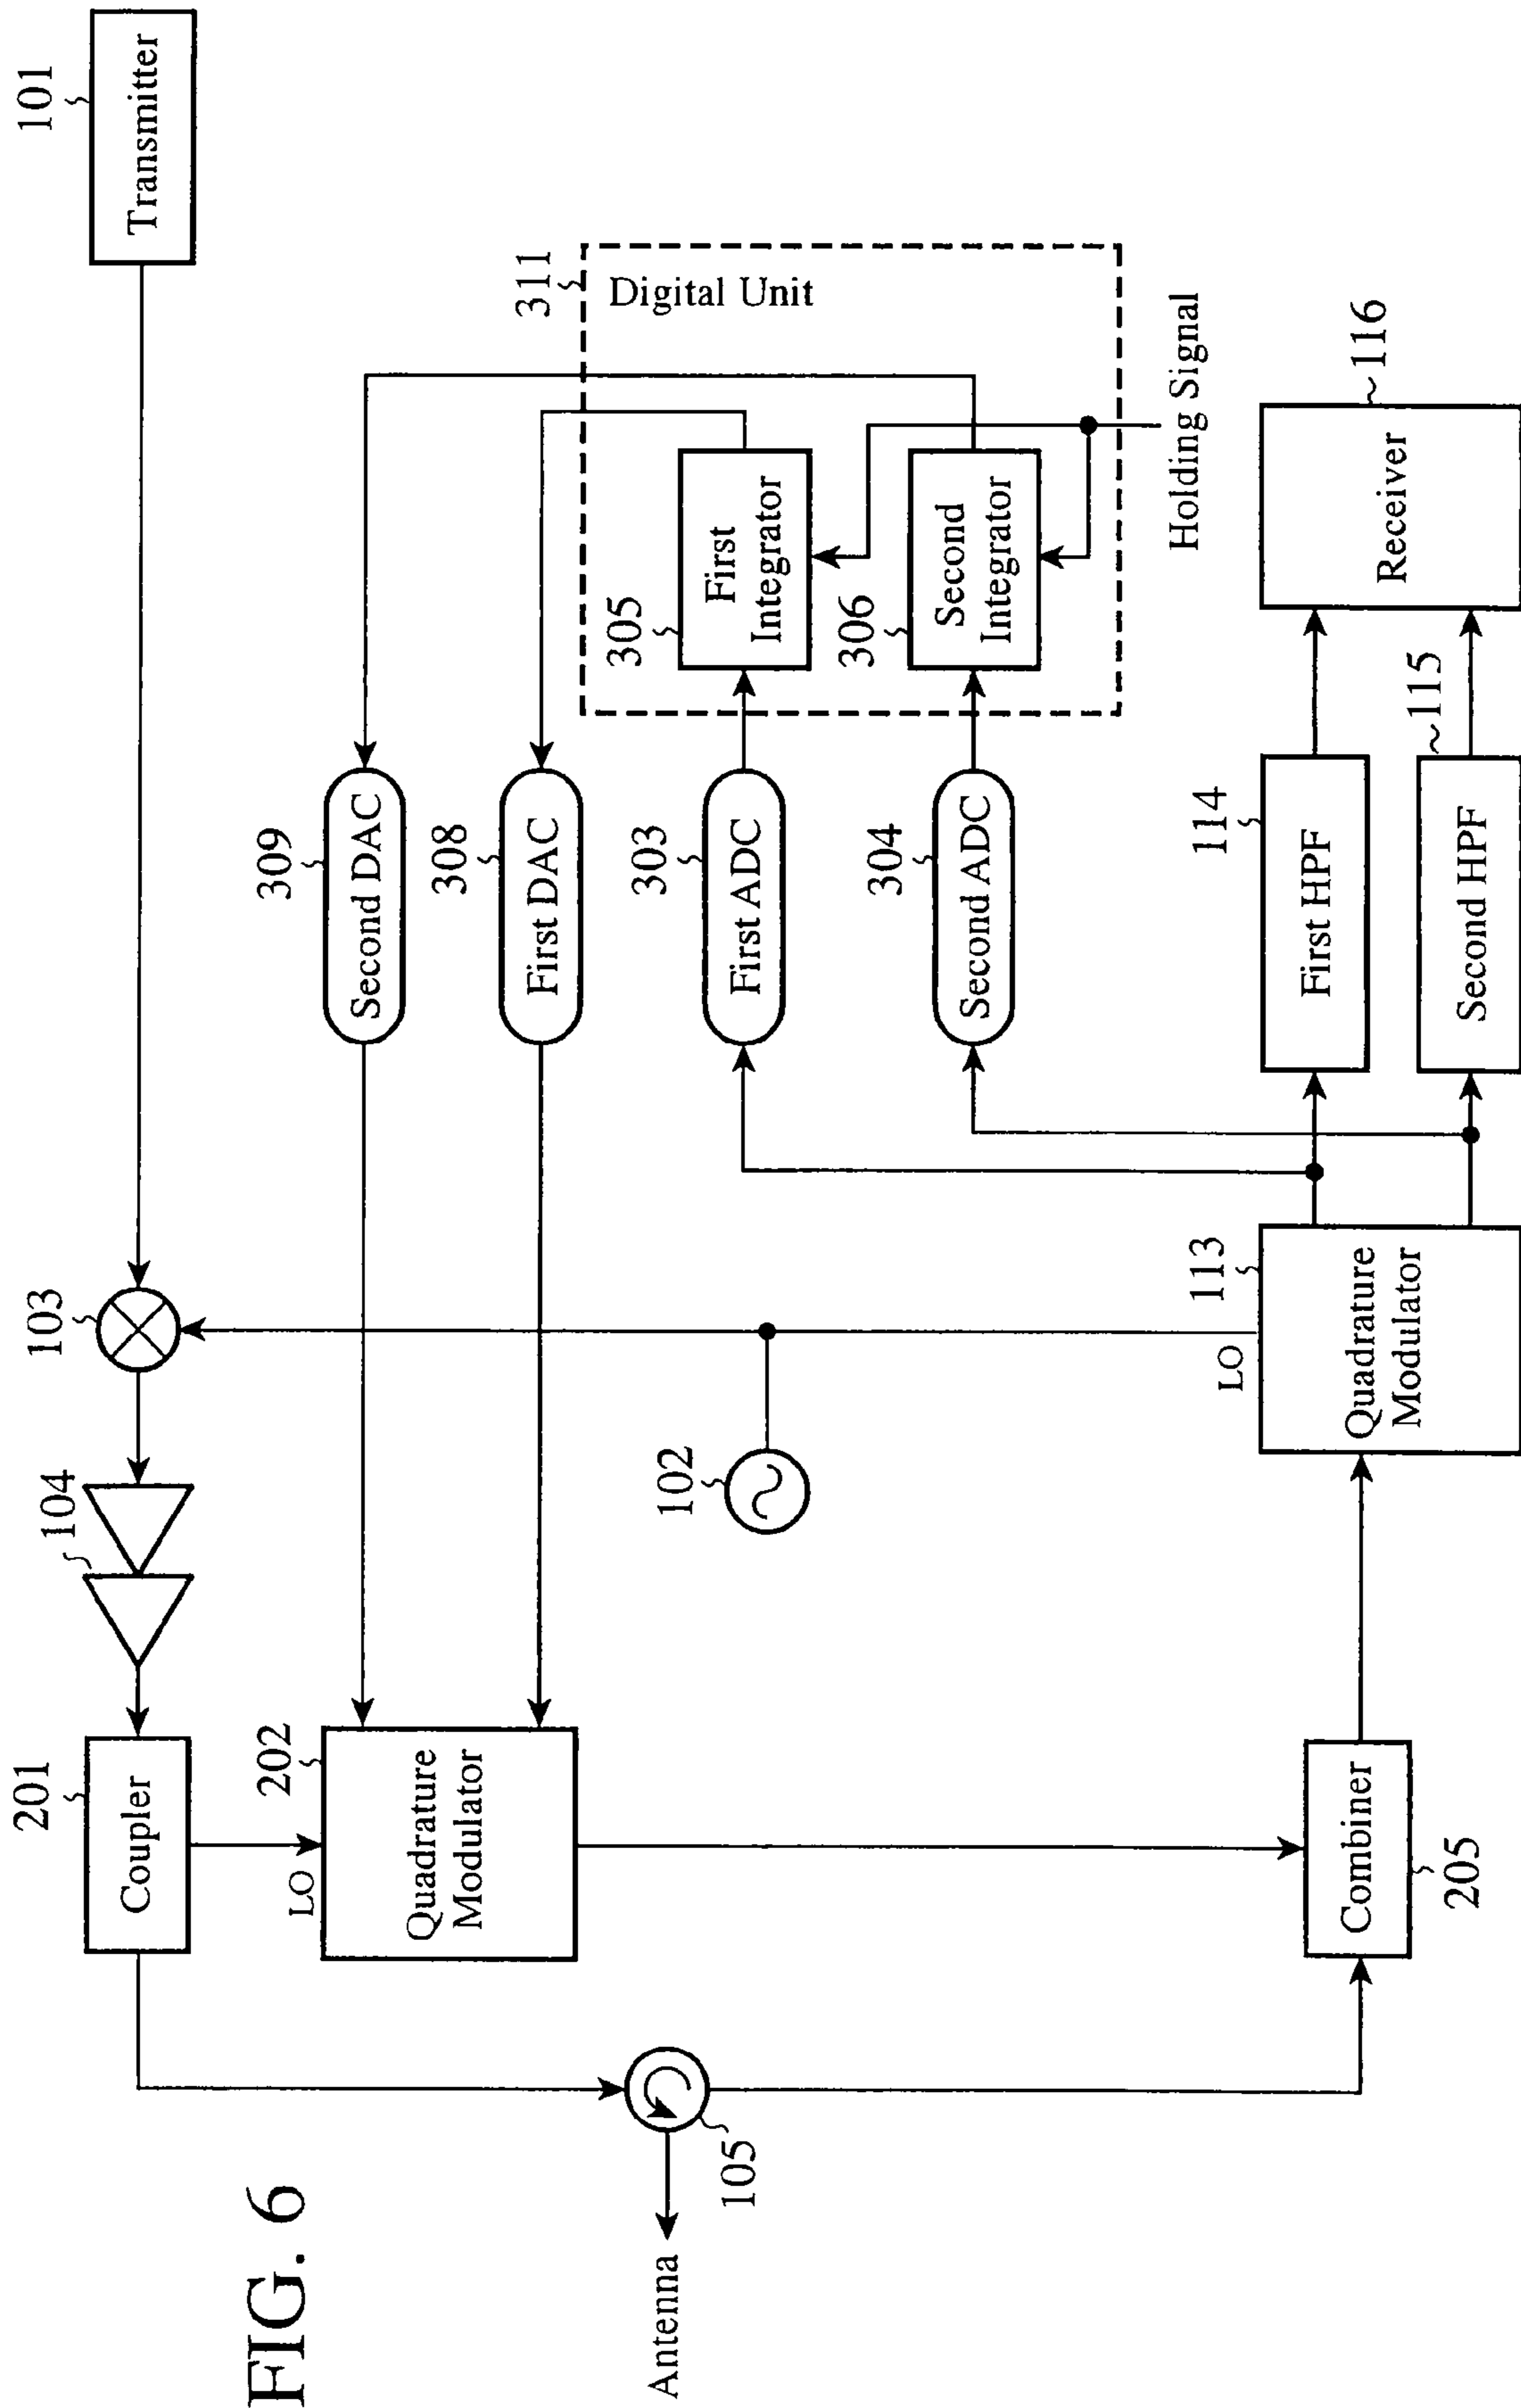 FIG. 6
Antenna
105
201
Coupler
104
103
101
Transmitter
LO
202
Quadrature
Modulator
309
Second DAC
308
First DAC
102
303
First ADC
304
Second ADC
311
Digital Unit
305
First
Integrator
306
Second
Integrator
Holding Signal
Combiner
205
LO
113
Quadrature
Modulator
114
First HPF
115
Second HPF
116
Receiver